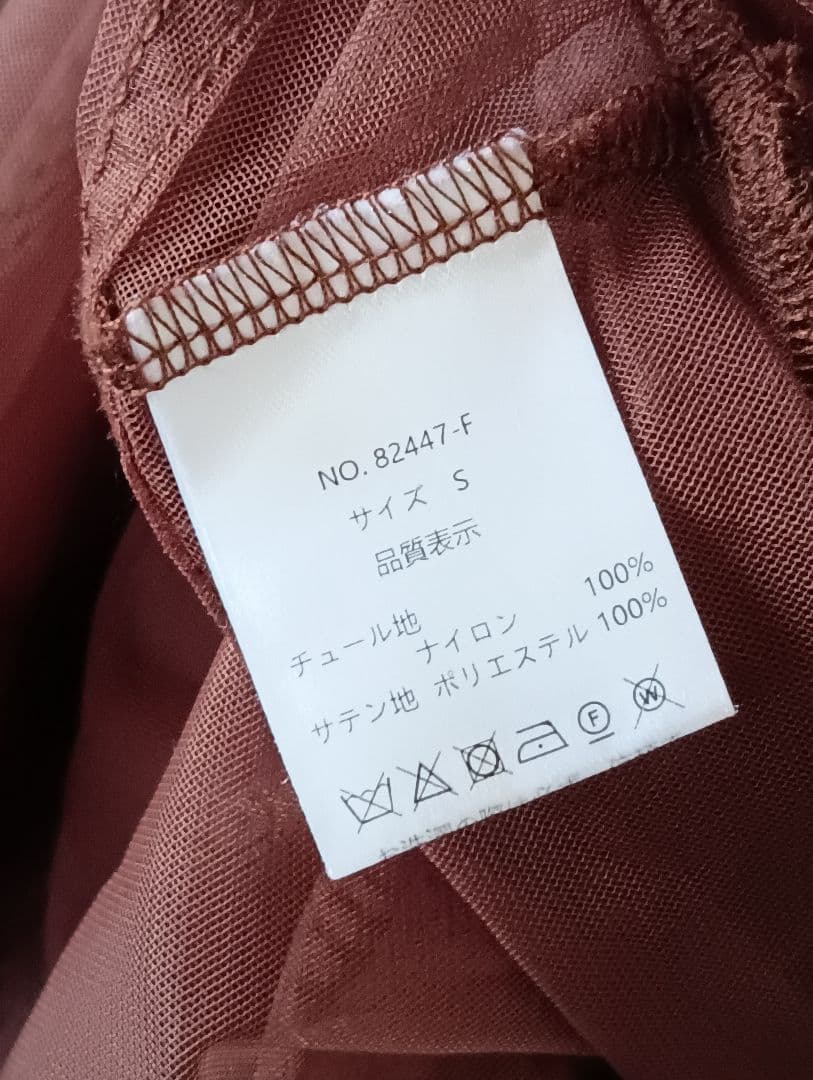 NO. 82447-F
サイズ S
品質表示
チュール地
ナイロン 100%
サテン地 ポリエステル 100%
F W